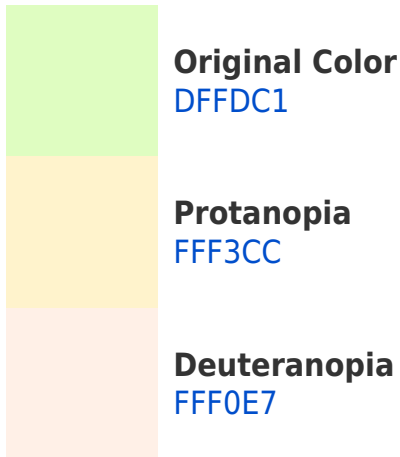 Original Color
DFFDC1
Protanopia
FFF3CC
Deuteranopia
FFF0E7